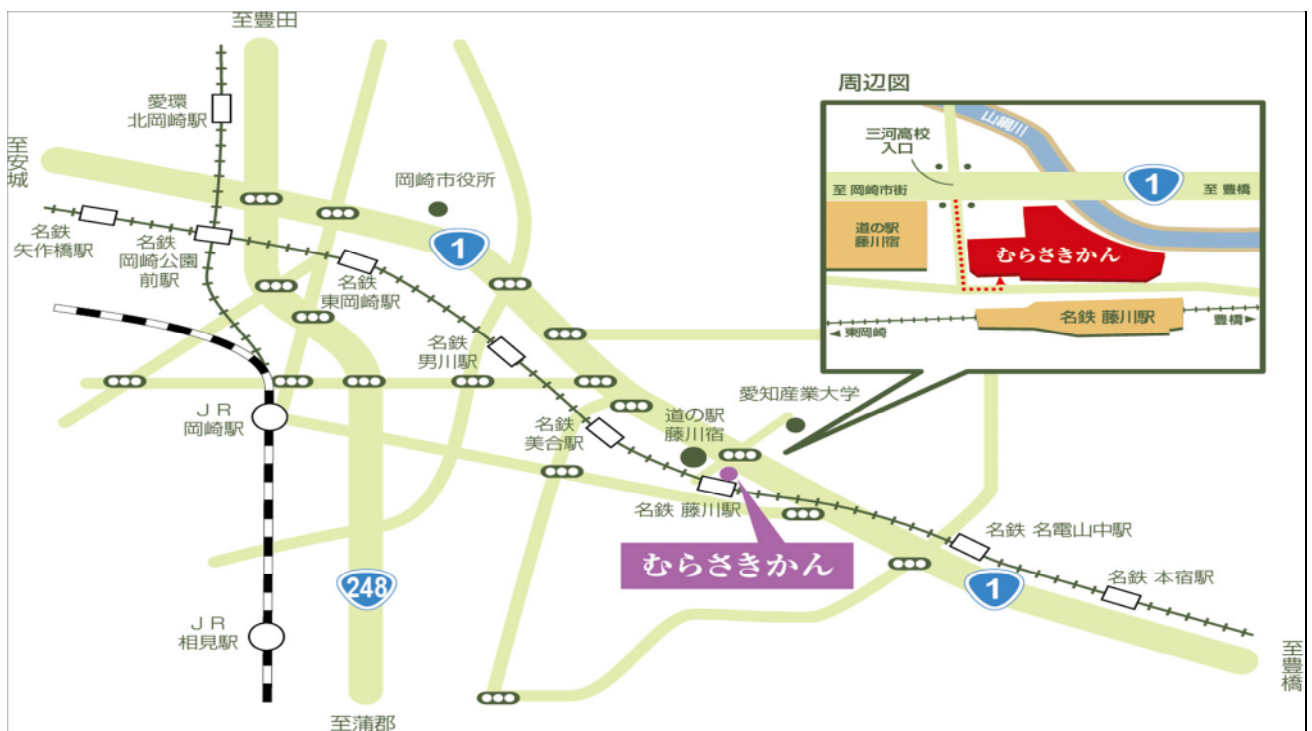 至豊田
周辺図
愛環
北岡崎駅
至安城
岡崎市役所
名鉄
矢作橋駅
名鉄
岡崎公園
前駅
1
名鉄
東岡崎駅
三河高校
入口
山綱川
至 岡崎市街
1
至 豊橋
道の駅
藤川宿
むらさきかん
名鉄 藤川駅
東岡崎
豊橋
名鉄
男川駅
JR
岡崎駅
愛知産業大学
道の駅
藤川宿
名鉄
美合駅
名鉄 藤川駅
むらさきかん
名鉄 名電山中駅
名鉄 本宿駅
248
1
JR
相見駅
至豊橋
至蒲郡